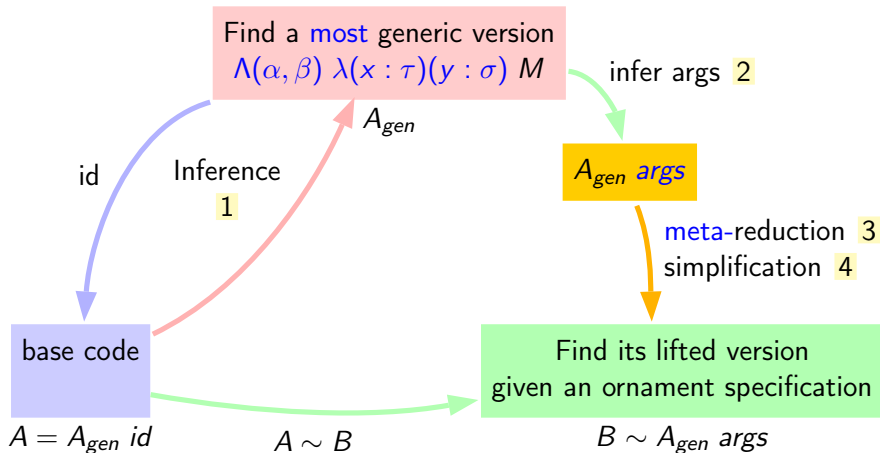 Find a most generic version
Λ(α, β) λ(x : τ)(y : σ) M
A_gen
infer args 2
id
Inference
1
A_gen args
meta-reduction 3
simplification 4
base code
Find its lifted version
given an ornament specification
A = A_gen id
A ∼ B
B ∼ A_gen args